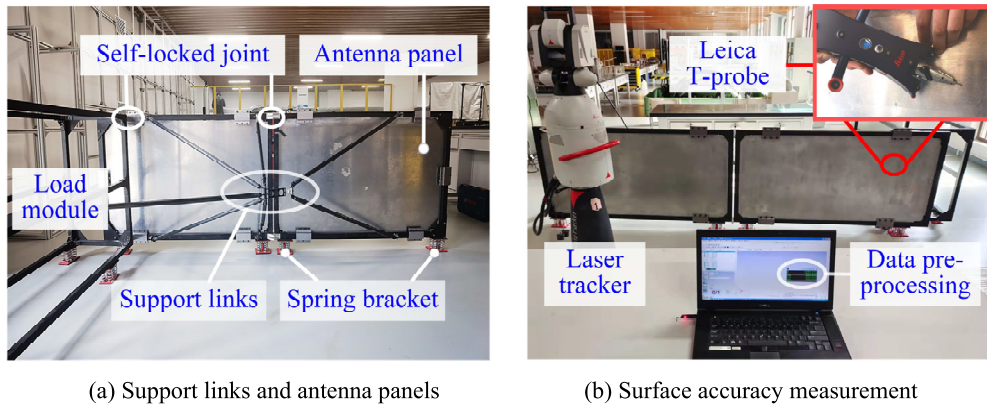 Self-locked joint
Antenna panel
Load
module
Support links
Spring bracket
Leica
T-probe
Laser
tracker
Data pre-
processing
(a) Support links and antenna panels
(b) Surface accuracy measurement